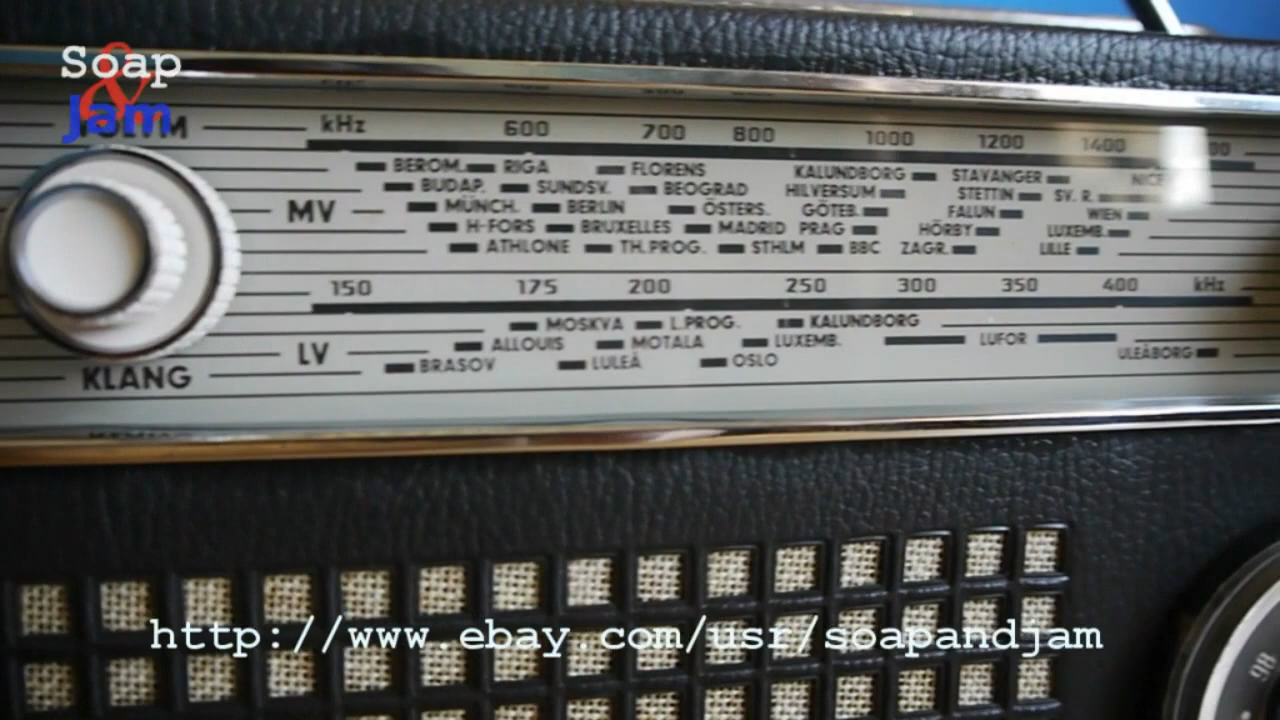 Soap
&
Jam
kHz 600 700 800 1000 1200 1400
BEROM. RIGA FLORENS KALUNDBORG STAVANGER NICE
BUDAP. SUNDSV. BEOGRAD HILVERSUM STETTIN SV. R.
MV MÜNCH. BERLIN ÖSTERS. GÖTEB. FALUN WIEN
H-FORS BRUXELLES MADRID PRAG HÖRBY LUXEMB.
ATHLONE TH.PROG. STHLM BBC ZAGR. LILLE
150 175 200 250 300 350 400 kHz
MOSKVA L.PROG. KALUNDBORG
LV ALLOUIS MOTALA LUXEMB. LUFOR
BRASOV LULEÅ OSLO ULEÅBORG
KLANG
http://www.ebay.com/usr/soapandjam
98